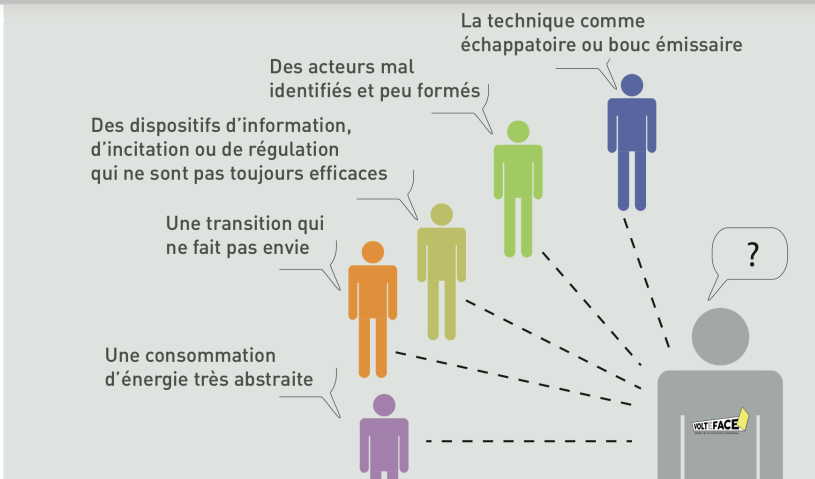 La technique comme
échappatoire ou bouc émissaire
Des acteurs mal
identifiés et peu formés
Des dispositifs d'information,
d'incitation ou de régulation
qui ne sont pas toujours efficaces
Une transition qui
ne fait pas envie
?
Une consommation
d'énergie très abstraite
VOLTEFACE